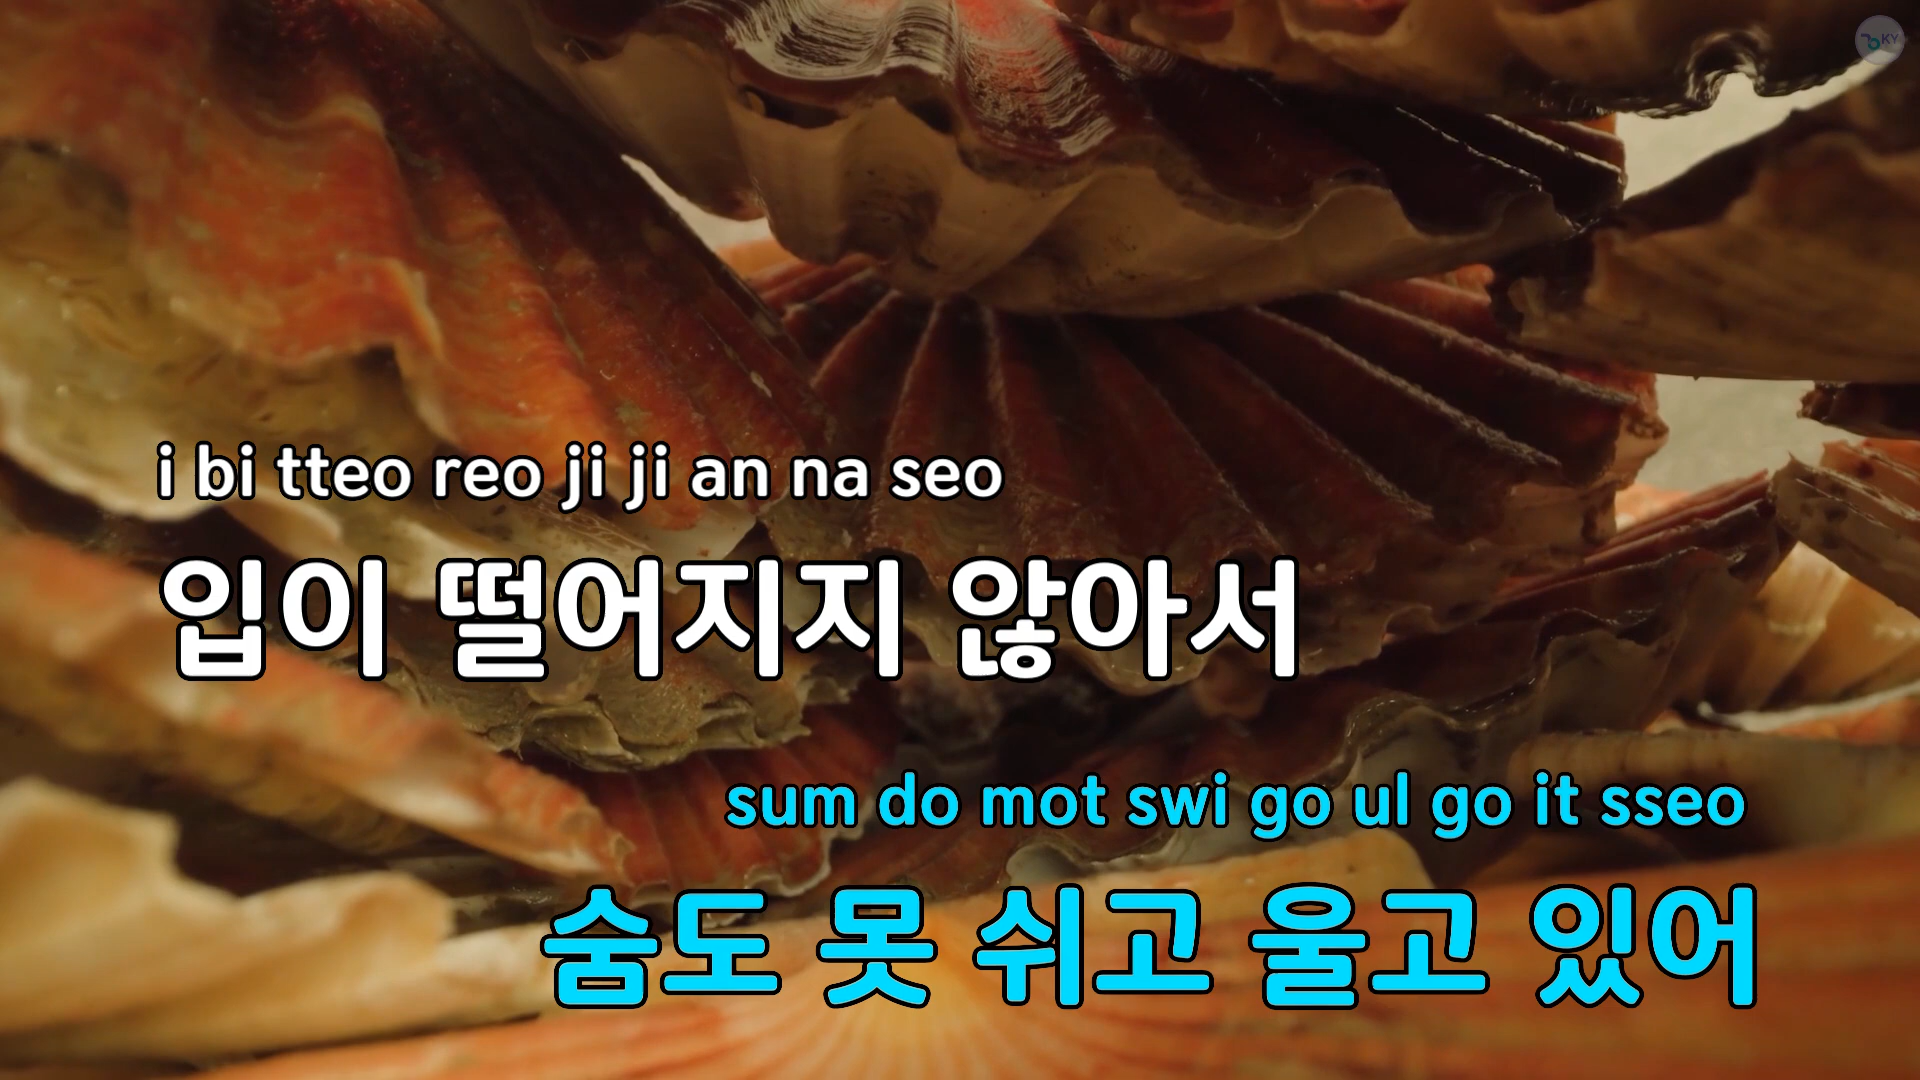 KY
i bi tteo reo ji ji an na seo
입이 떨어지지 않아서
sum do mot swi go ul go it sseo
숨도 못 쉬고 울고 있어